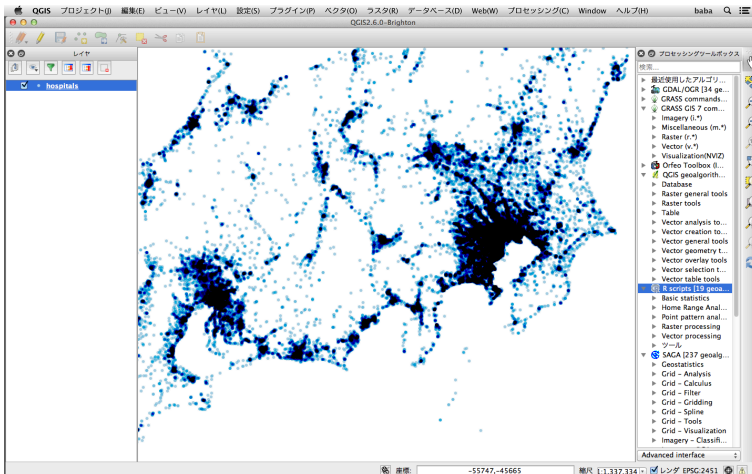 QGIS プロジェクト(J) 編集(E) ビュー(V) レイヤ(L) 設定(S) プラグイン(P) ベクタ(O) ラスタ(R) データベース(D) Web(W) プロセッシング(C) Window ヘルプ(H) baba
QGIS2.6.0-Brighton
レイヤ
hospitals
プロセッシングツールボックス
検索...
最近使用したアルゴリ...
GDAL/OGR [34 ge...
GRASS commands...
GRASS GIS 7 com...
Imagery (i.*)
Miscellaneous (m.*)
Raster (r.*)
Vector (v.*)
Visualization(NVIZ)
Orfeo Toolbox (I...
QGIS geoalgorith...
Database
Raster general tools
Raster tools
Table
Vector analysis to...
Vector creation to...
Vector general tools
Vector geometry t...
Vector overlay tools
Vector selection t...
Vector table tools
R scripts [19 geoa...
Basic statistics
Home Range Anal...
Point pattern anal...
Raster processing
Vector processing
ツール
SAGA [237 geoalg...
Geostatistics
Grid - Analysis
Grid - Calculus
Grid - Filter
Grid - Gridding
Grid - Spline
Grid - Tools
Grid - Visualization
Imagery - Classifi...
Advanced interface
座標: -55747,-45665 縮尺 1:1,337,334 レンダ EPSG:2451